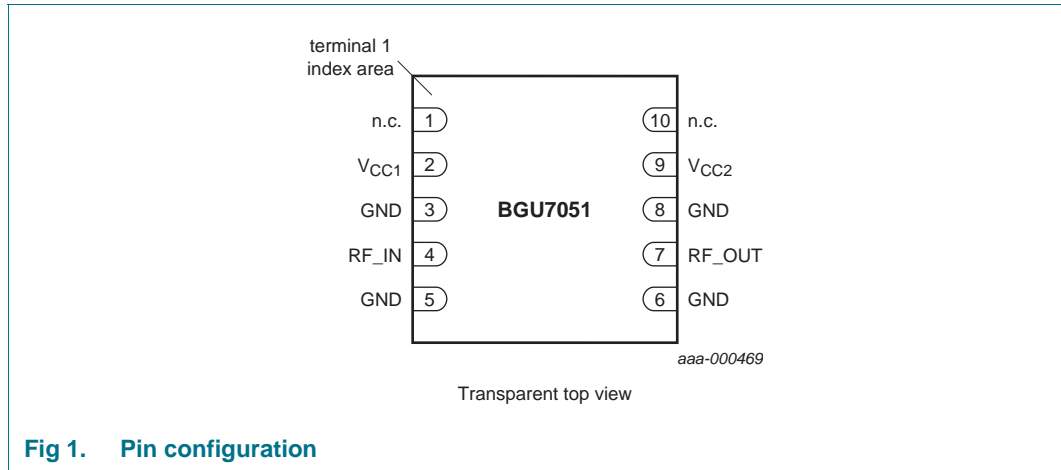 terminal 1
index area
n.c. 1 10 n.c.
VCC1 2 9 VCC2
GND 3 BGU7051 8 GND
RF_IN 4 7 RF_OUT
GND 5 6 GND
aaa-000469
Transparent top view
Fig 1. Pin configuration